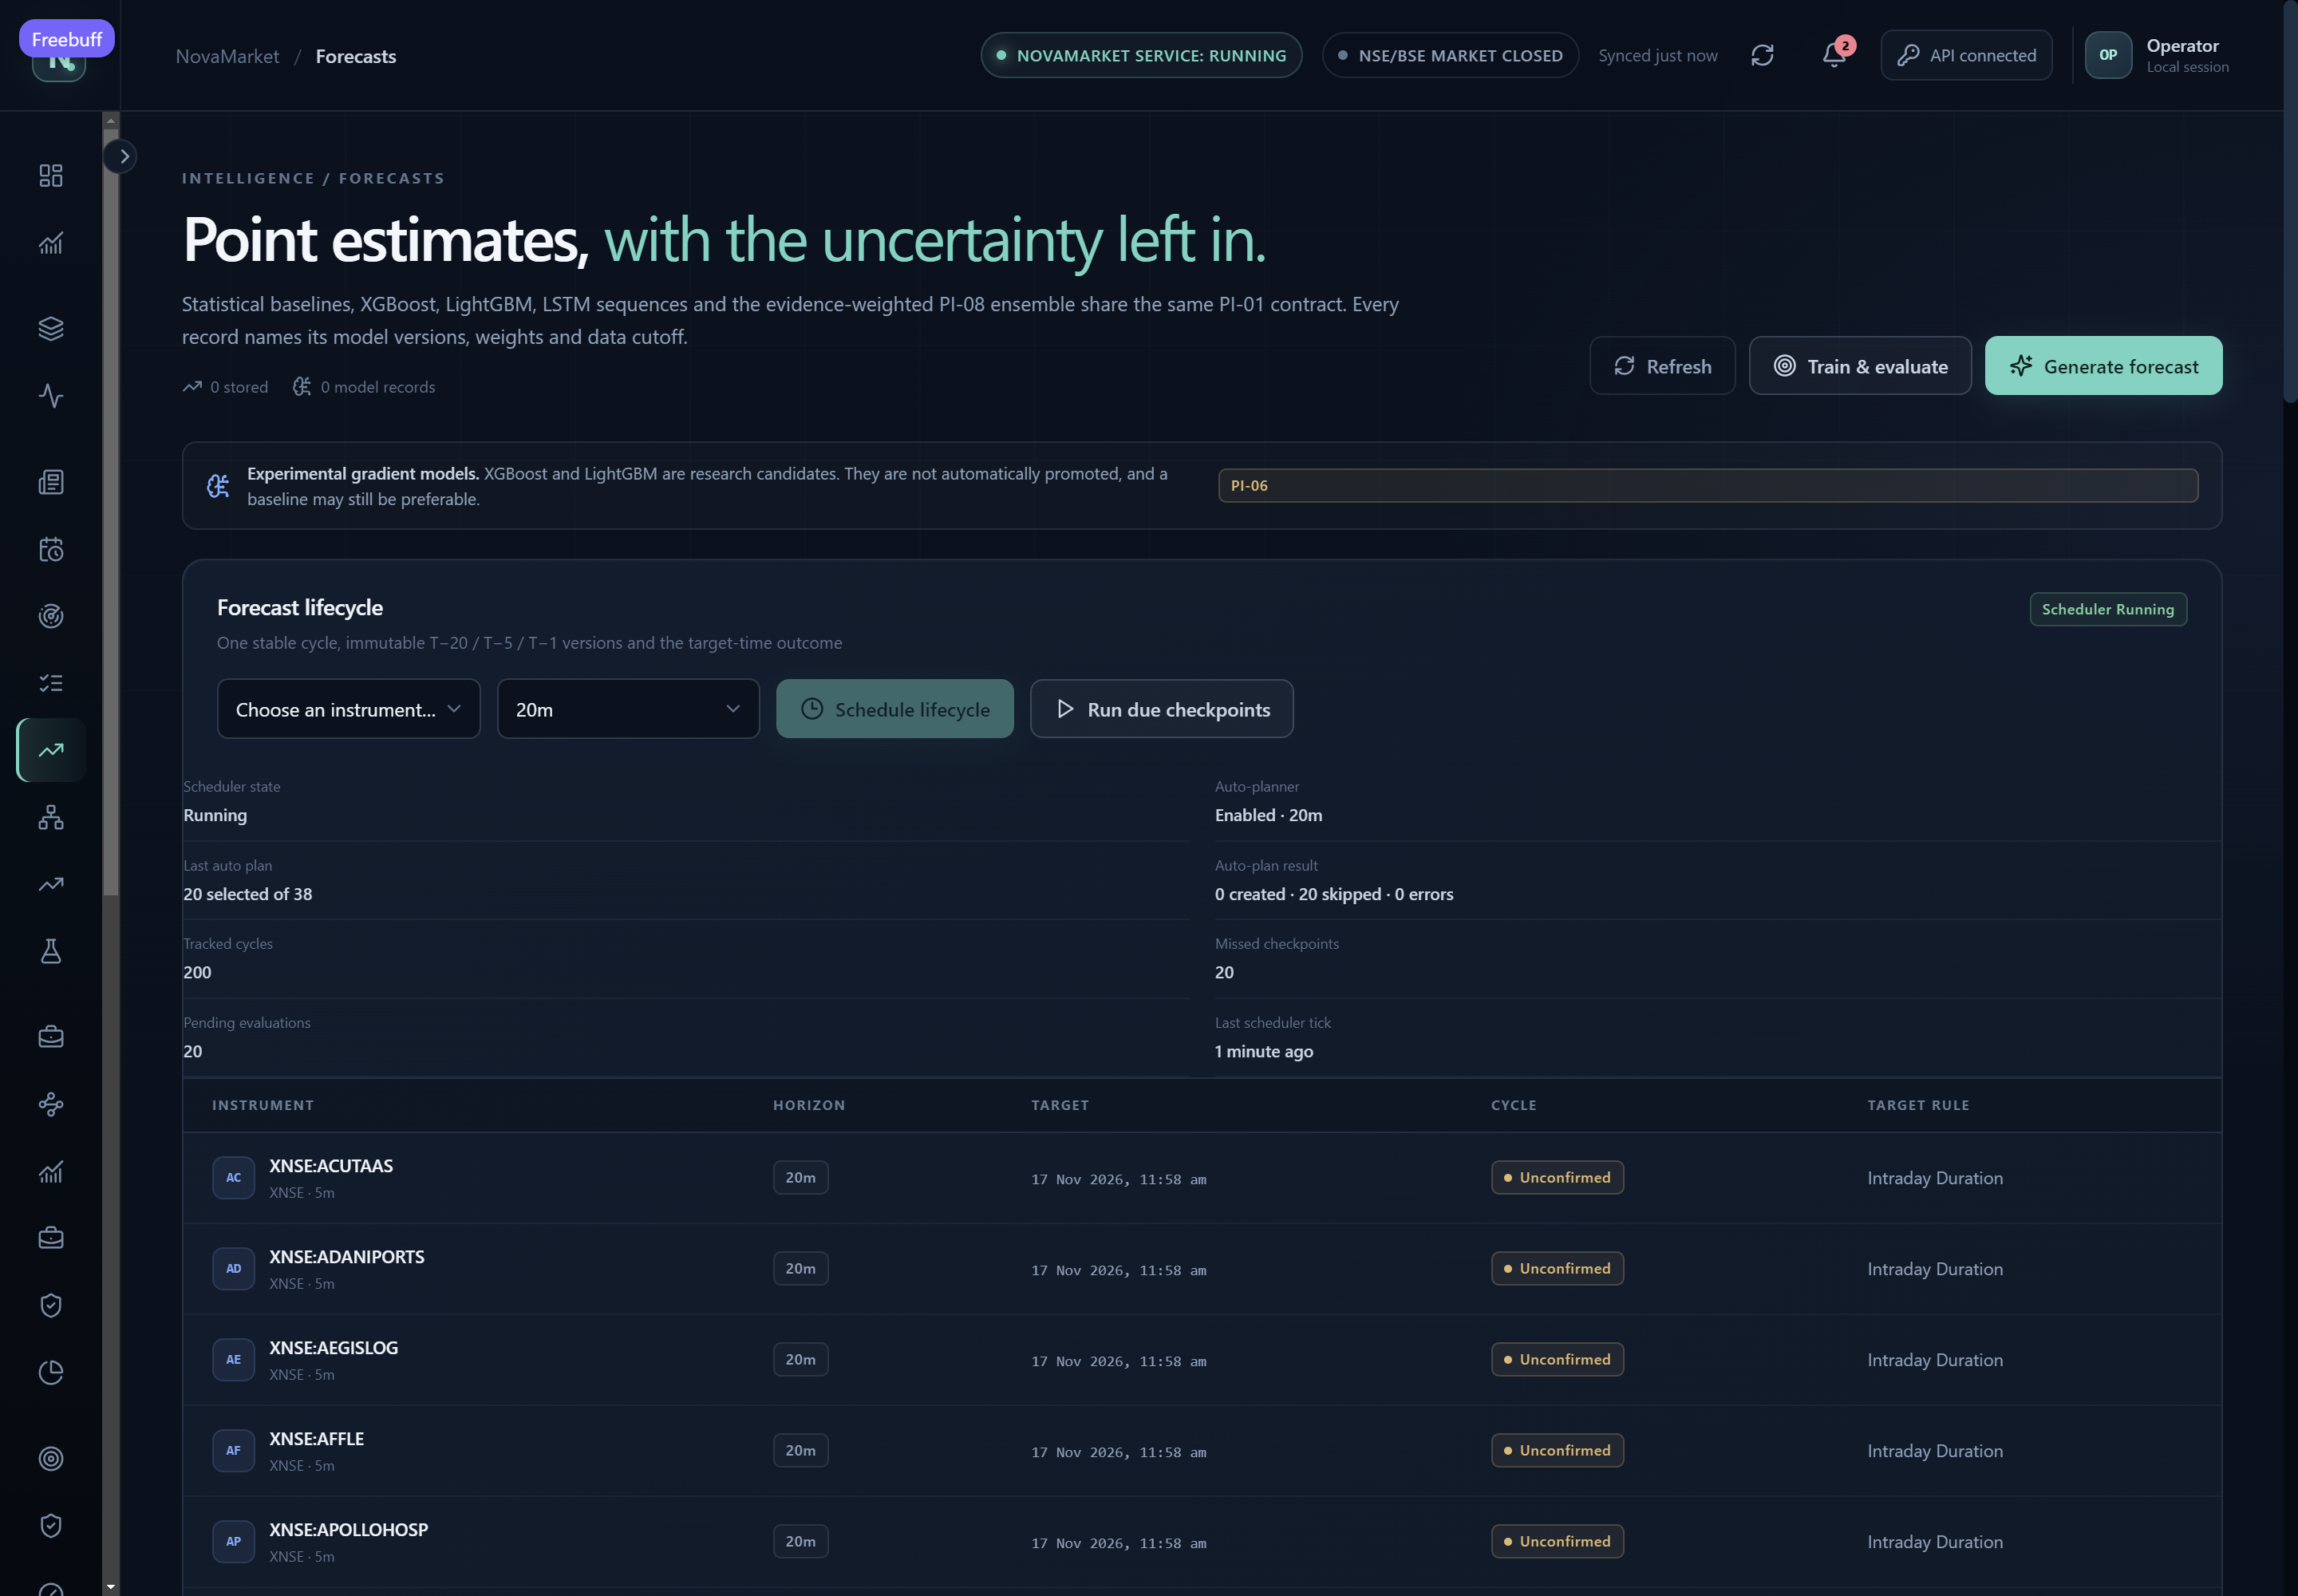 Freebuff
NovaMarket / Forecasts
NOVAMARKET SERVICE: RUNNING
NSE/BSE MARKET CLOSED
Synced just now
2
API connected
OP
Operator
Local session
INTELLIGENCE / FORECASTS
Point estimates, with the uncertainty left in.
Statistical baselines, XGBoost, LightGBM, LSTM sequences and the evidence-weighted PI-08 ensemble share the same PI-01 contract. Every
record names its model versions, weights and data cutoff.
0 stored
0 model records
Refresh
Train & evaluate
Generate forecast
Experimental gradient models. XGBoost and LightGBM are research candidates. They are not automatically promoted, and a
baseline may still be preferable.
PI-06
Forecast lifecycle
Scheduler Running
One stable cycle, immutable T−20 / T−5 / T−1 versions and the target-time outcome
Choose an instrument...
20m
Schedule lifecycle
Run due checkpoints
Scheduler state
Running
Auto-planner
Enabled · 20m
Last auto plan
20 selected of 38
Auto-plan result
0 created · 20 skipped · 0 errors
Tracked cycles
200
Missed checkpoints
20
Pending evaluations
20
Last scheduler tick
1 minute ago
INSTRUMENT HORIZON TARGET CYCLE TARGET RULE
AC
XNSE:ACUTAAS
XNSE · 5m
20m
17 Nov 2026, 11:58 am
Unconfirmed
Intraday Duration
AD
XNSE:ADANIPORTS
XNSE · 5m
20m
17 Nov 2026, 11:58 am
Unconfirmed
Intraday Duration
AE
XNSE:AEGISLOG
XNSE · 5m
20m
17 Nov 2026, 11:58 am
Unconfirmed
Intraday Duration
AF
XNSE:AFFLE
XNSE · 5m
20m
17 Nov 2026, 11:58 am
Unconfirmed
Intraday Duration
AP
XNSE:APOLLOHOSP
XNSE · 5m
20m
17 Nov 2026, 11:58 am
Unconfirmed
Intraday Duration